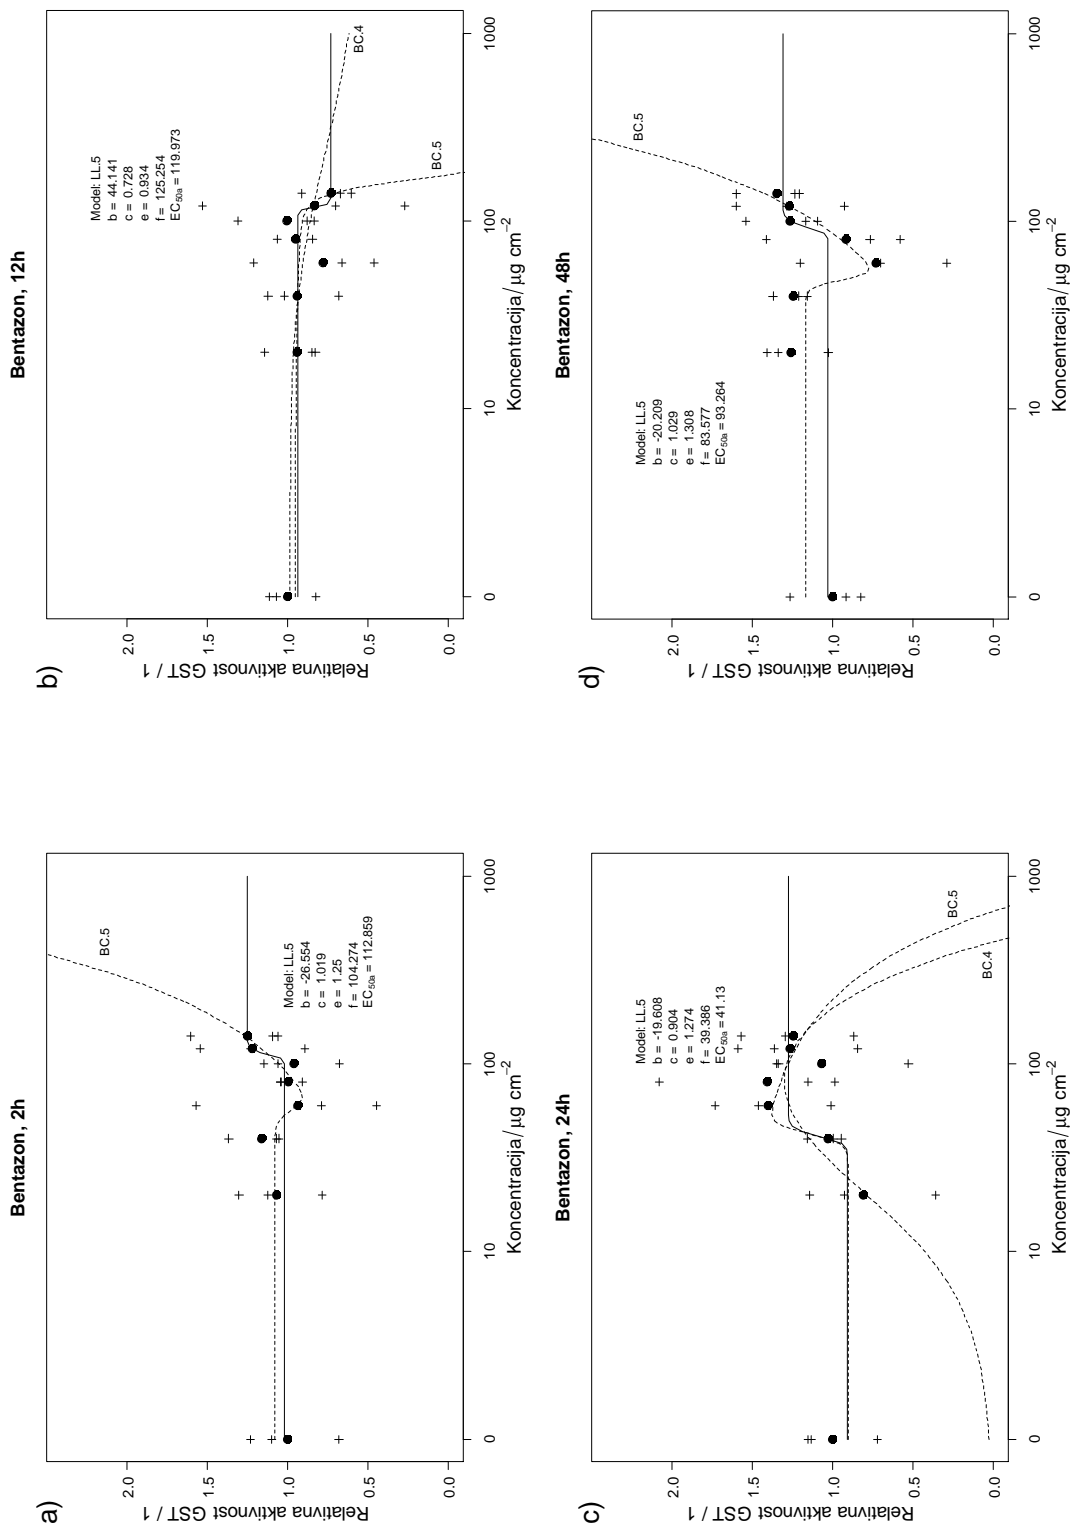 a)
Bentazon, 2h
Relativna aktivnost GST / 1
2.0
1.5
1.0
0.5
0.0
BC.5
Model: LL.5
b = -26.554
c = 1.019
e = 1.25
f = 104.274
EC50a = 112.859
0 10 100 1000
Koncentracija/µg cm−2
b)
Bentazon, 12h
Relativna aktivnost GST / 1
2.0
1.5
1.0
0.5
0.0
Model: LL.5
b = 44.141
c = 0.728
e = 0.934
f = 125.254
EC50a = 119.973
BC.4
BC.5
0 10 100 1000
Koncentracija/µg cm−2
c)
Bentazon, 24h
Relativna aktivnost GST / 1
2.0
1.5
1.0
0.5
0.0
Model: LL.5
b = -19.608
c = 0.904
e = 1.274
f = 39.386
EC50a = 41.13
BC.5
BC.4
0 10 100 1000
Koncentracija/µg cm−2
d)
Bentazon, 48h
Relativna aktivnost GST / 1
2.0
1.5
1.0
0.5
0.0
BC.5
Model: LL.5
b = -20.209
c = 1.029
e = 1.308
f = 83.577
EC50a = 93.264
0 10 100 1000
Koncentracija/µg cm−2